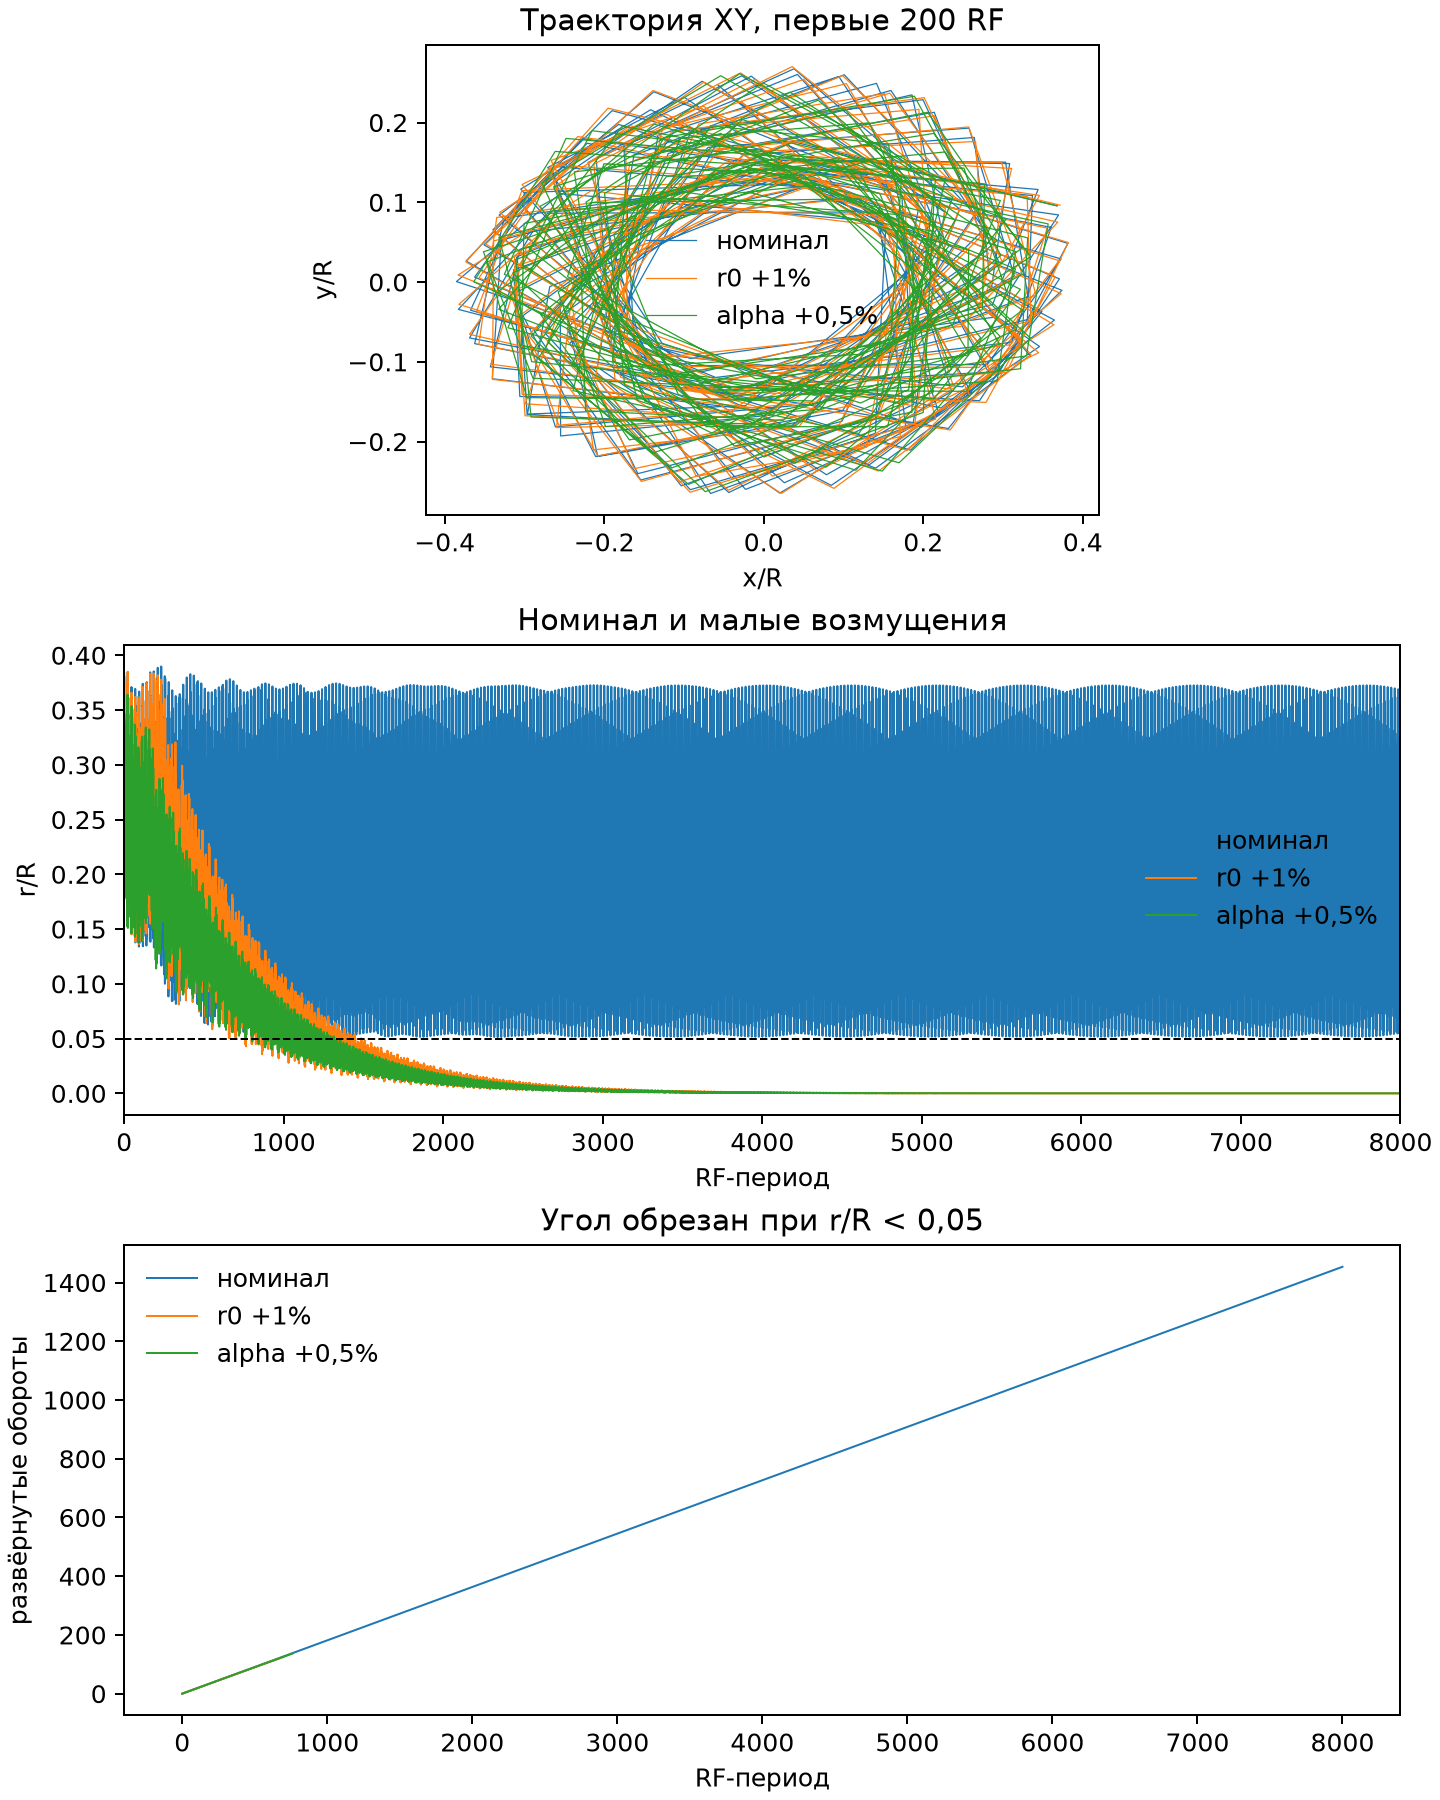 Траектория XY, первые 200 RF
y/R
0.2
0.1
0.0
−0.1
−0.2
номинал
r0 +1%
alpha +0,5%
−0.4 −0.2 0.0 0.2 0.4
x/R
Номинал и малые возмущения
r/R
0.40
0.35
0.30
0.25
0.20
0.15
0.10
0.05
0.00
номинал
r0 +1%
alpha +0,5%
0 1000 2000 3000 4000 5000 6000 7000 8000
RF-период
Угол обрезан при r/R < 0,05
развёрнутые обороты
1400
1200
1000
800
600
400
200
0
номинал
r0 +1%
alpha +0,5%
0 1000 2000 3000 4000 5000 6000 7000 8000
RF-период